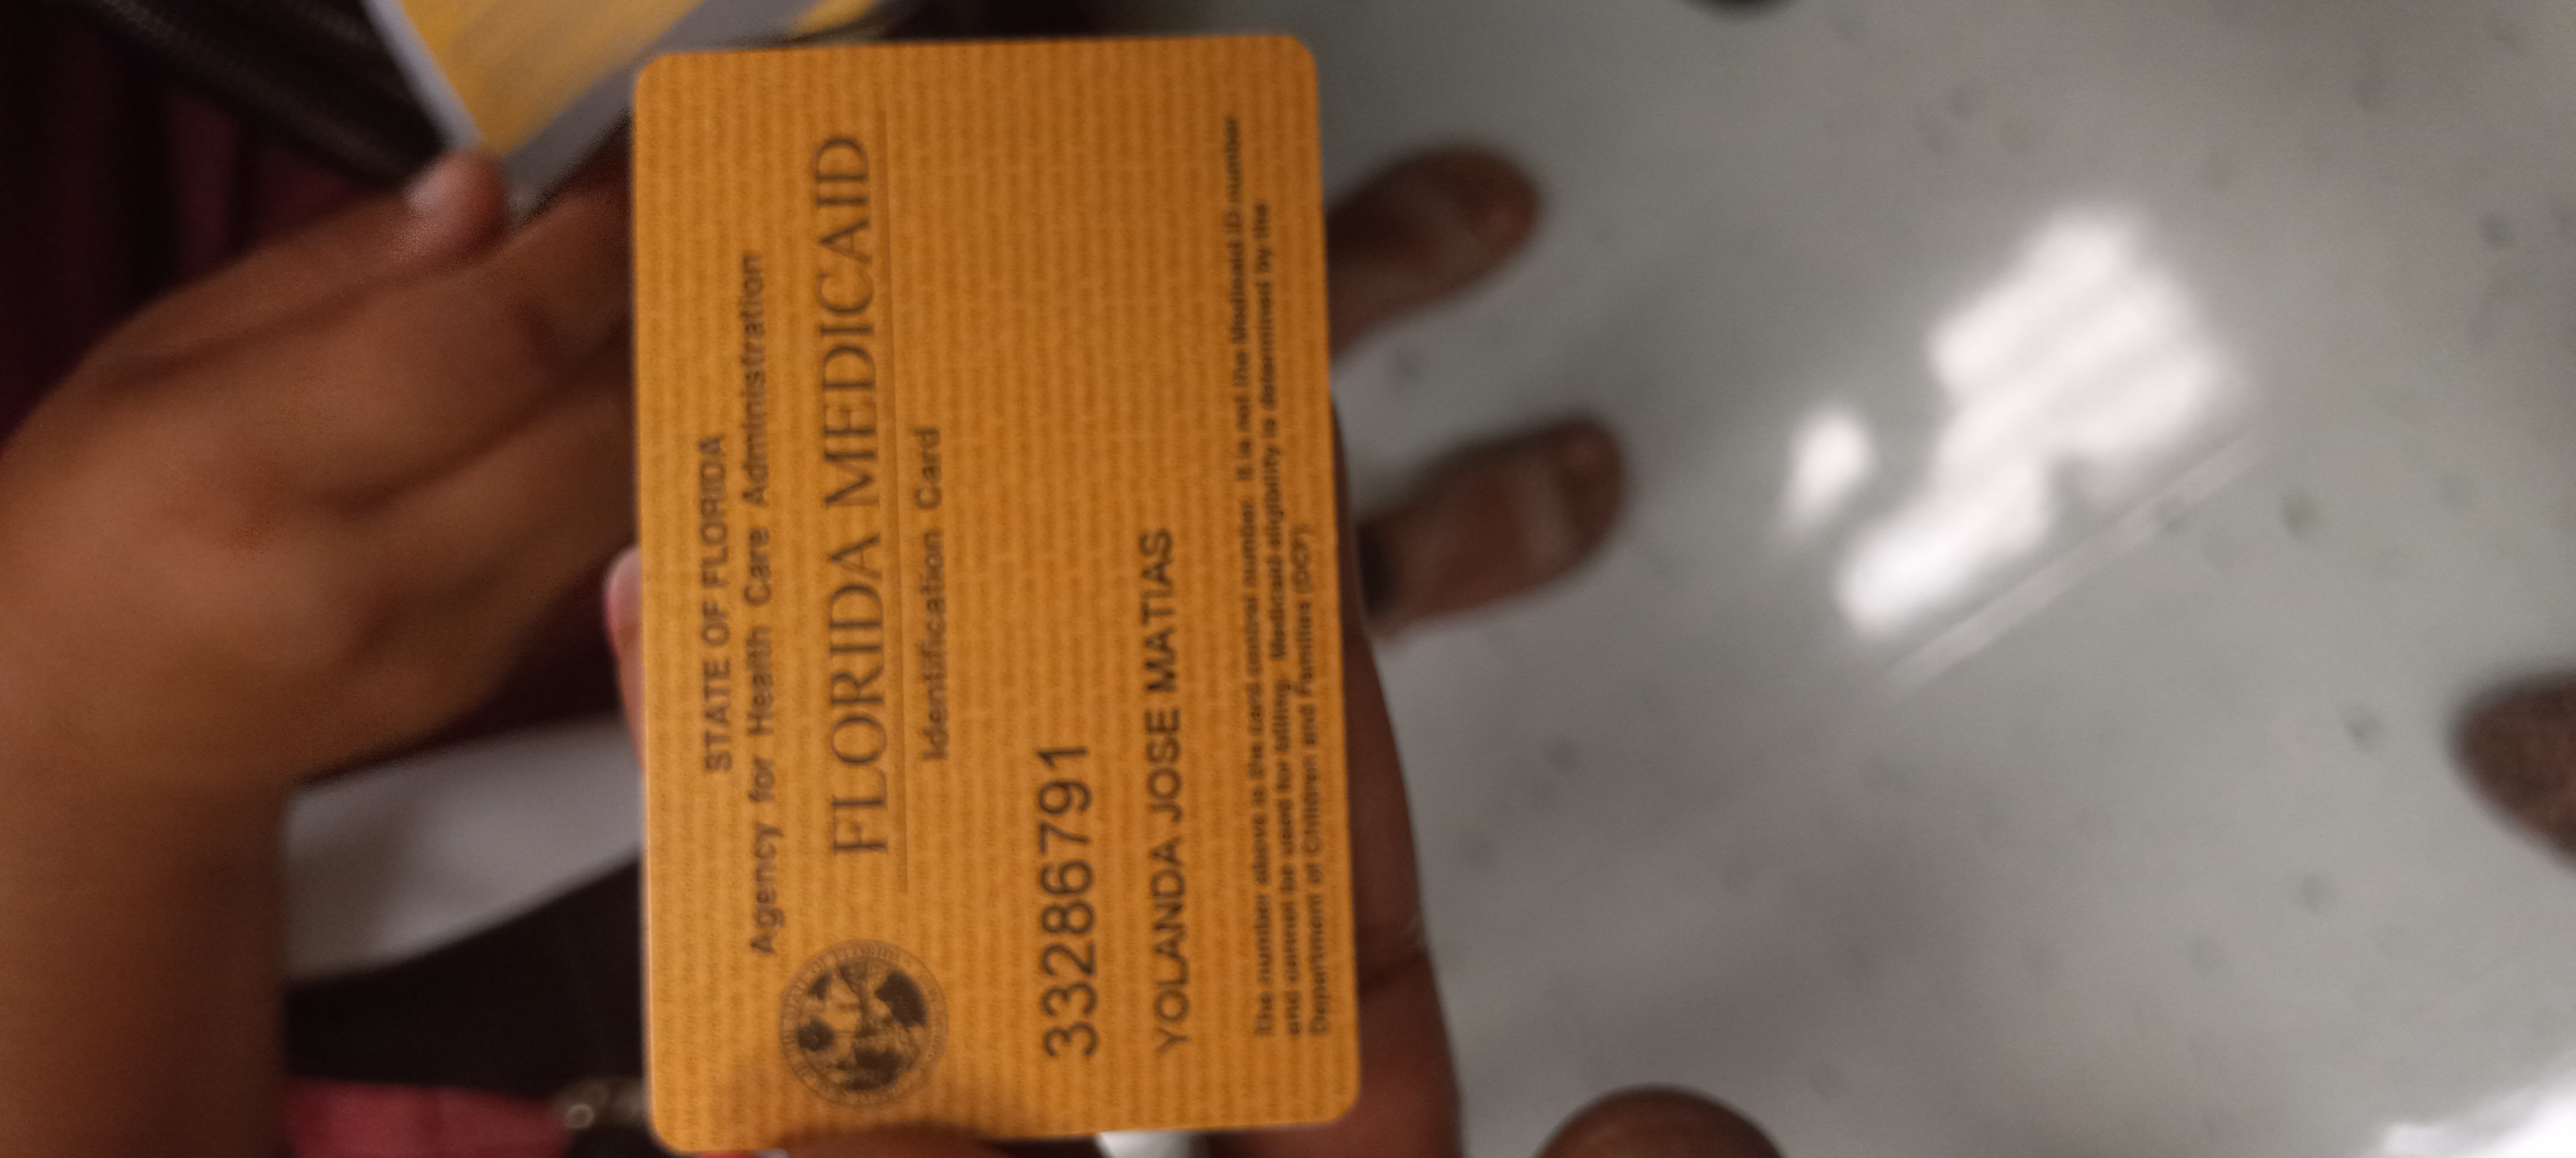 STATE OF FLORIDA
Agency for Health Care Administration
FLORIDA MEDICAID
Identification Card
3328679​1
YOLANDA JOSE MATIAS
The number above is the card control number. It is not the Medicaid ID number
and cannot be used for billing. Medicaid eligibility is determined by the
Department of Children and Families (DCF)